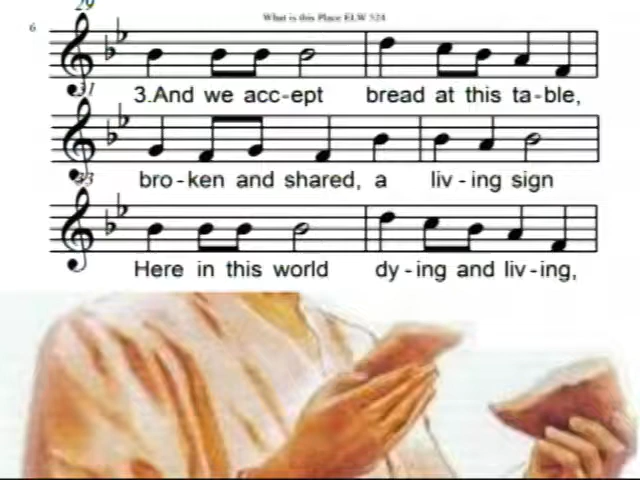 29
What is this Place ELW 524
6
3.And we acc-ept bread at this ta-ble,
31
bro-ken and shared, a liv-ing sign
33
Here in this world dy-ing and liv-ing,